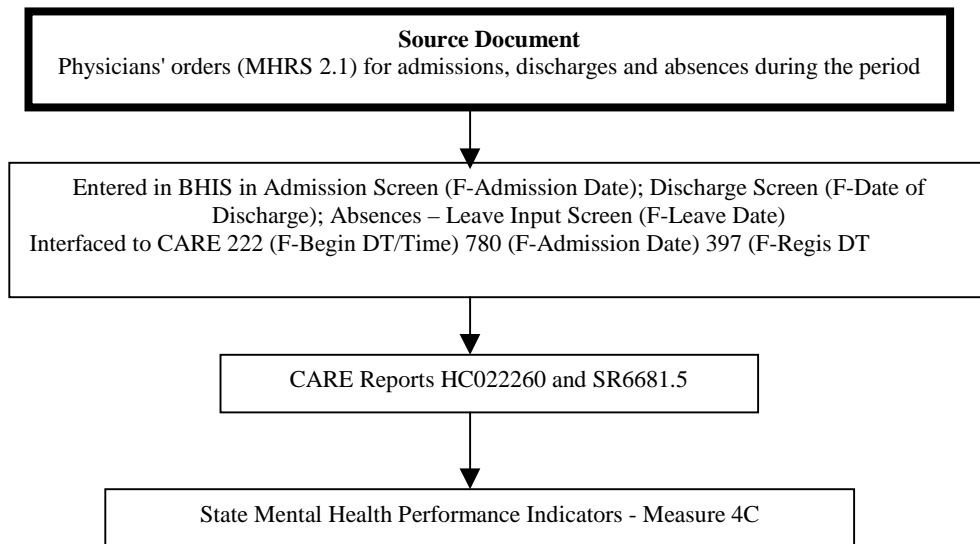 Source Document
Physicians' orders (MHRS 2.1) for admissions, discharges and absences during the period
Entered in BHIS in Admission Screen (F-Admission Date); Discharge Screen (F-Date of
Discharge); Absences – Leave Input Screen (F-Leave Date)
Interfaced to CARE 222 (F-Begin DT/Time) 780 (F-Admission Date) 397 (F-Regis DT
CARE Reports HC022260 and SR6681.5
State Mental Health Performance Indicators - Measure 4C